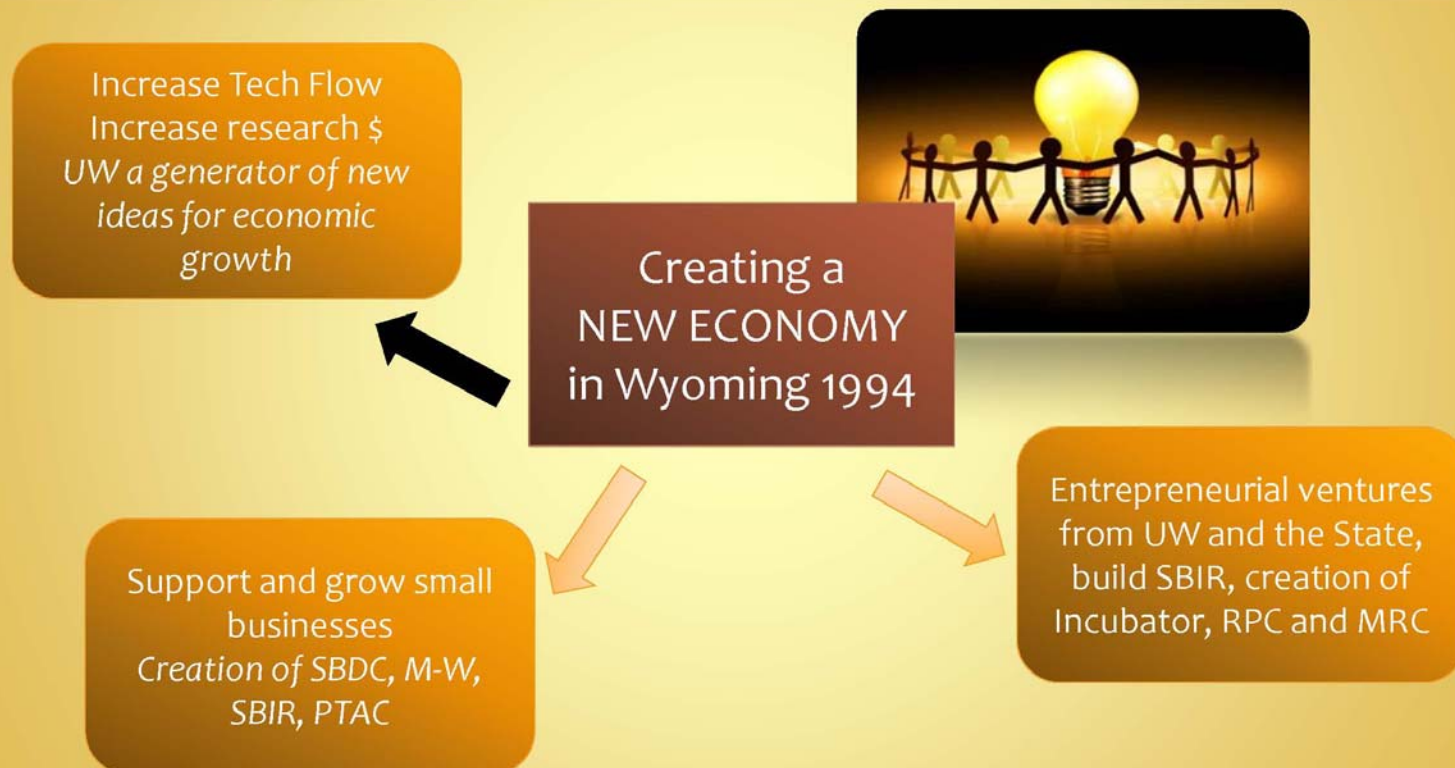 Increase Tech Flow
Increase research $
UW a generator of new
ideas for economic
growth
Creating a
NEW ECONOMY
in Wyoming 1994
Support and grow small
businesses
Creation of SBDC, M-W,
SBIR, PTAC
Entrepreneurial ventures
from UW and the State,
build SBIR, creation of
Incubator, RPC and MRC